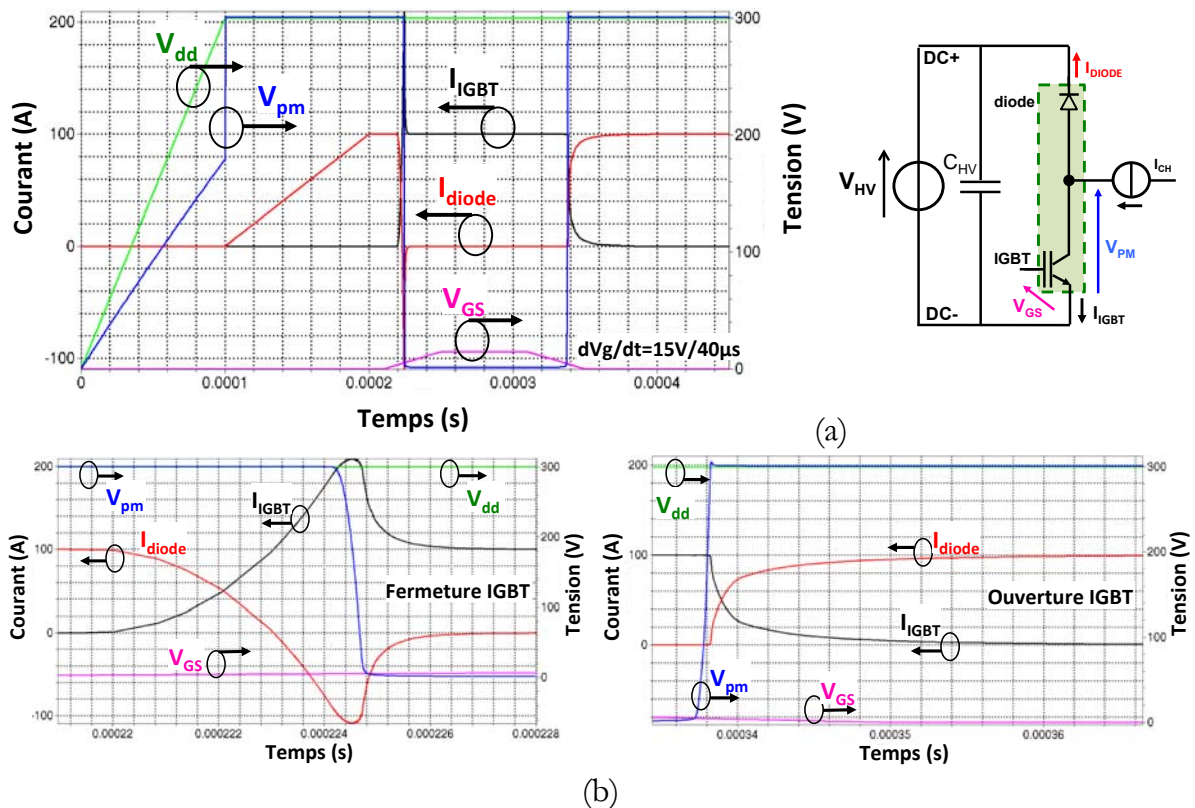 200
100
0
-100
Courant (A)
300
200
100
0
Tension (V)
V_dd
V_pm
I_IGBT
I_diode
V_GS
dVg/dt=15V/40µs
0
0.0001
0.0002
0.0003
0.0004
Temps (s)
DC+
I_DIODE
diode
V_HV
C_HV
I_CH
V_PM
IGBT
V_GS
I_IGBT
DC-
(a)
200
100
0
-100
Courant (A)
V_pm
I_IGBT
V_dd
I_diode
Fermeture IGBT
V_GS
300
200
100
0
Tension (V)
0.000222
0.000222
0.000224
0.000226
0.000228
Temps (s)
200
100
0
Courant (A)
V_dd
I_diode
Ouverture IGBT
I_IGBT
V_pm
V_GS
300
200
100
0
Tension (V)
0.00034
0.00035
0.00036
Temps (s)
(b)